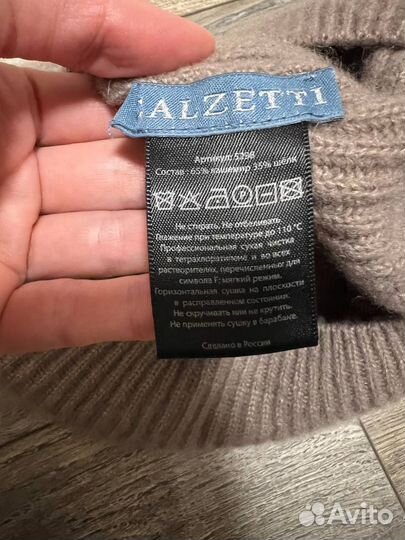 ALZETTI
Артикул: 5296
Состав : 65% кашемир 35% шёлк
P
Не стирать. Не отбеливать.
Глажение при температуре до 110 °C
Профессиональная сухая чистка
в тетрахлорэтилене и во всех
растворителях, перечисленных для
символа F; мягкий режим.
Горизонтальная сушка на плоскости
в расправленном состоянии.
Не скручивать или не крутить.
Не применять сушку в барабане.
Сделано в России
Avito